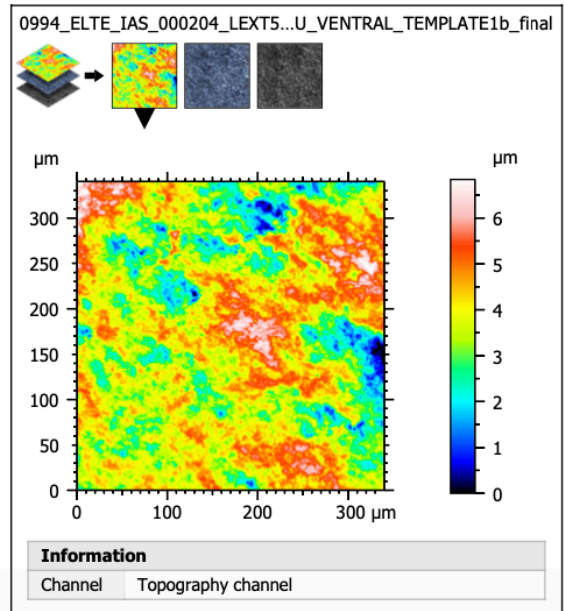 0994_ELTE_IAS_000204_LEXT5...U_VENTRAL_TEMPLATE1b_final
µm
µm
300
250
200
150
100
50
0
0 100 200 300 µm
6
5
4
3
2
1
0
Information
Channel Topography channel